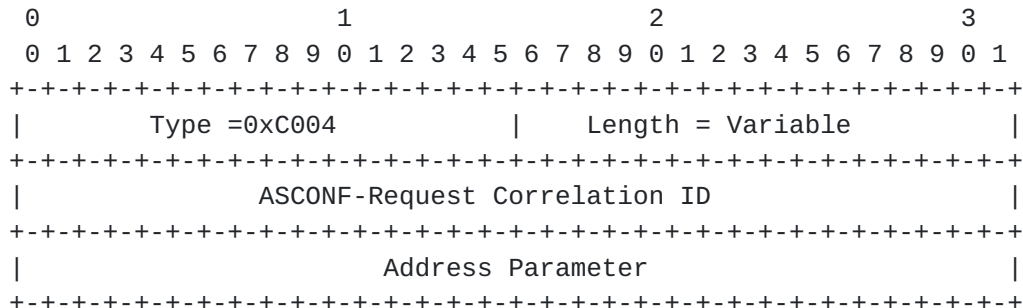 0                   1                   2                   3
 0 1 2 3 4 5 6 7 8 9 0 1 2 3 4 5 6 7 8 9 0 1 2 3 4 5 6 7 8 9 0 1
+-+-+-+-+-+-+-+-+-+-+-+-+-+-+-+-+-+-+-+-+-+-+-+-+-+-+-+-+-+-+-+-+
|        Type =0xC004           |    Length = Variable          |
+-+-+-+-+-+-+-+-+-+-+-+-+-+-+-+-+-+-+-+-+-+-+-+-+-+-+-+-+-+-+-+-+
|               ASCONF-Request Correlation ID                   |
+-+-+-+-+-+-+-+-+-+-+-+-+-+-+-+-+-+-+-+-+-+-+-+-+-+-+-+-+-+-+-+-+
|                       Address Parameter                       |
+-+-+-+-+-+-+-+-+-+-+-+-+-+-+-+-+-+-+-+-+-+-+-+-+-+-+-+-+-+-+-+-+